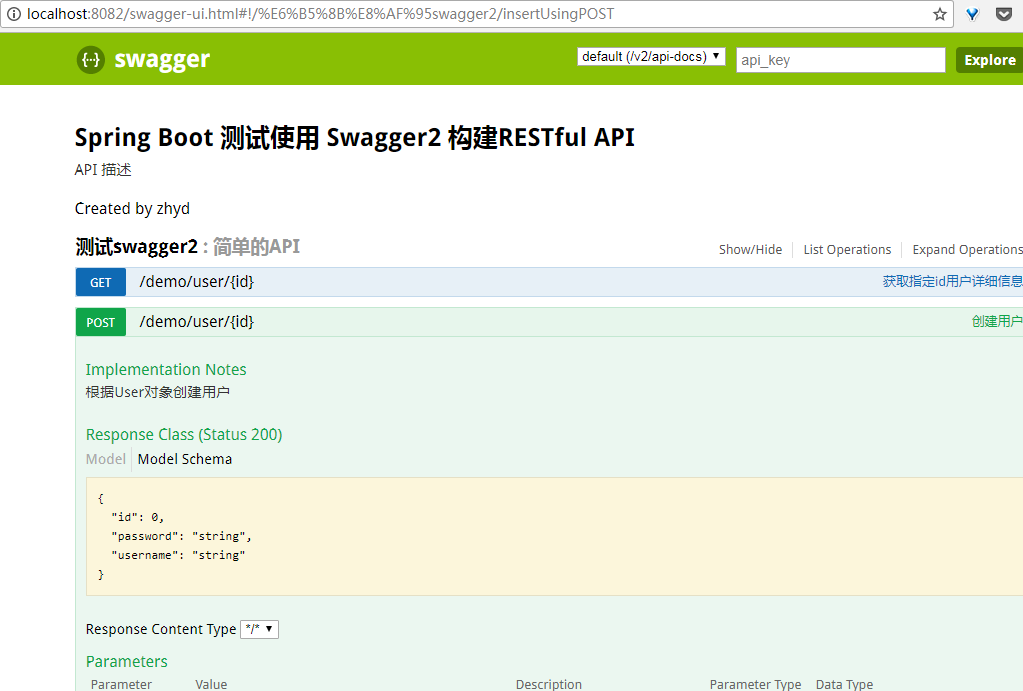 localhost:8082/swagger-ui.html#!/%E6%B5%8B%E8%AF%95swagger2/insertUsingPOST
{··} swagger default (/v2/api-docs) ▼ api_key Explore
Spring Boot 测试使用 Swagger2 构建RESTful API
API 描述
Created by zhyd
测试swagger2 : 简单的API Show/Hide List Operations Expand Operations
GET /demo/user/{id} 获取指定id用户详细信息
POST /demo/user/{id} 创建用户
Implementation Notes
根据User对象创建用户
Response Class (Status 200)
Model Model Schema
{
"id": 0,
"password": "string",
"username": "string"
}
Response Content Type */* ▼
Parameters
Parameter Value Description Parameter Type Data Type